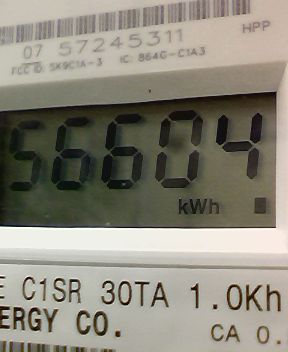 HPP
07 57245311
FCC ID: SK9C1A-3 IC: 864G-C1A3
56604
kWh
C1SR 30TA 1.0Kh
ERGY CO.
CA 0.